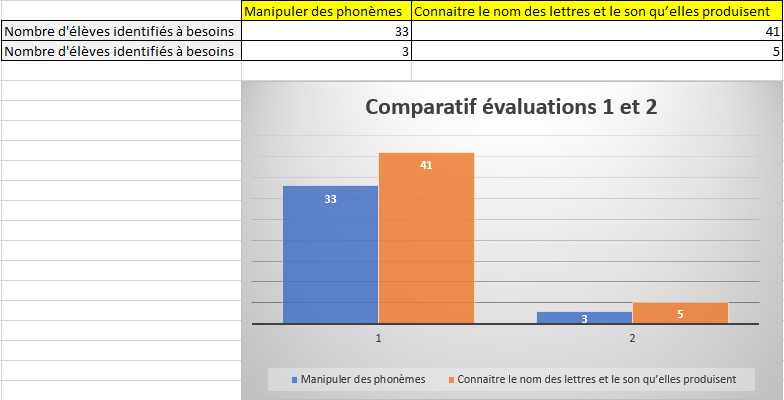 Manipuler des phonèmes Connaitre le nom des lettres et le son qu’elles produisent
Nombre d'élèves identifiés à besoins 33 41
Nombre d'élèves identifiés à besoins 3 5
Comparatif évaluations 1 et 2
41
33
3 5
1 2
Manipuler des phonèmes Connaitre le nom des lettres et le son qu’elles produisent